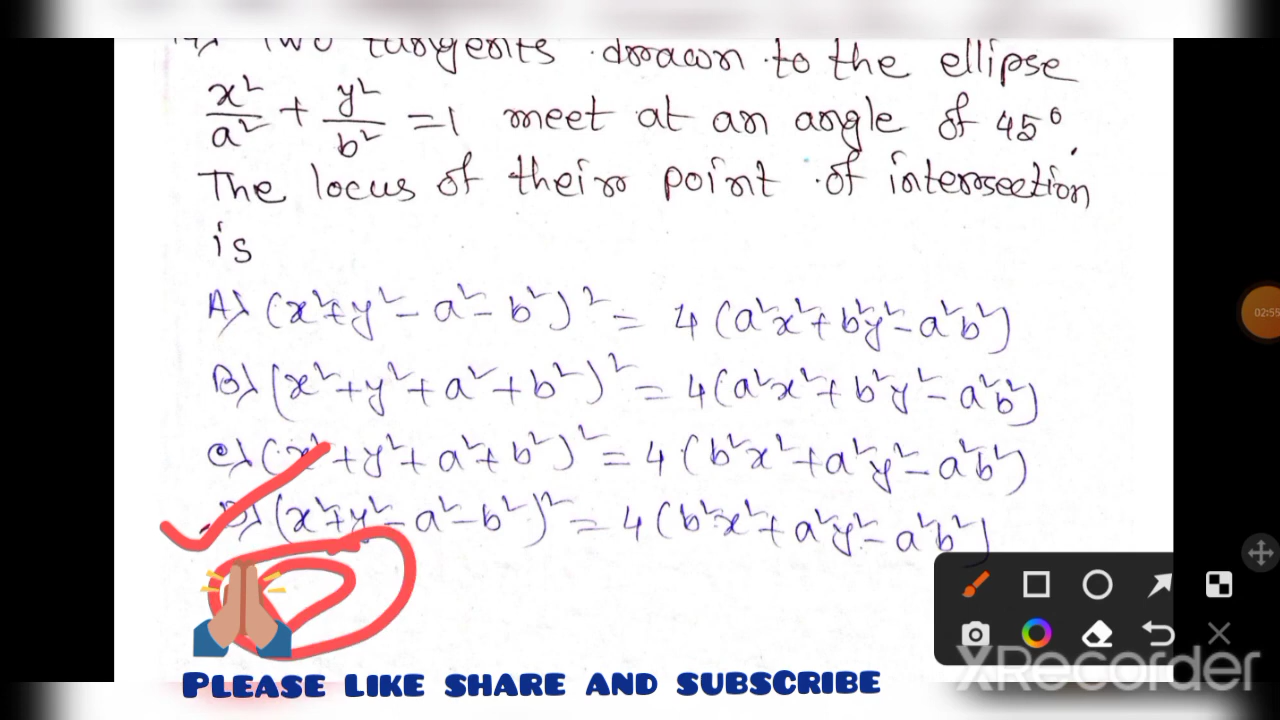 Two tangents drawn to the ellipse
x²/a² + y²/b² = 1 meet at an angle of 45°.
The locus of their point of intersection
is
A) (x²+y²-a²-b²)² = 4(a²x²+b²y²-a²b²)
B) (x²+y²+a²+b²)² = 4(a²x²+b²y²-a²b²)
C) (x²+y²+a²+b²)² = 4(b²x²+a²y²-a²b²)
D) (x²+y²-a²-b²)² = 4(b²x²+a²y²-a²b²)
02:55
PLEASE LIKE SHARE AND SUBSCRIBE
XRecorder